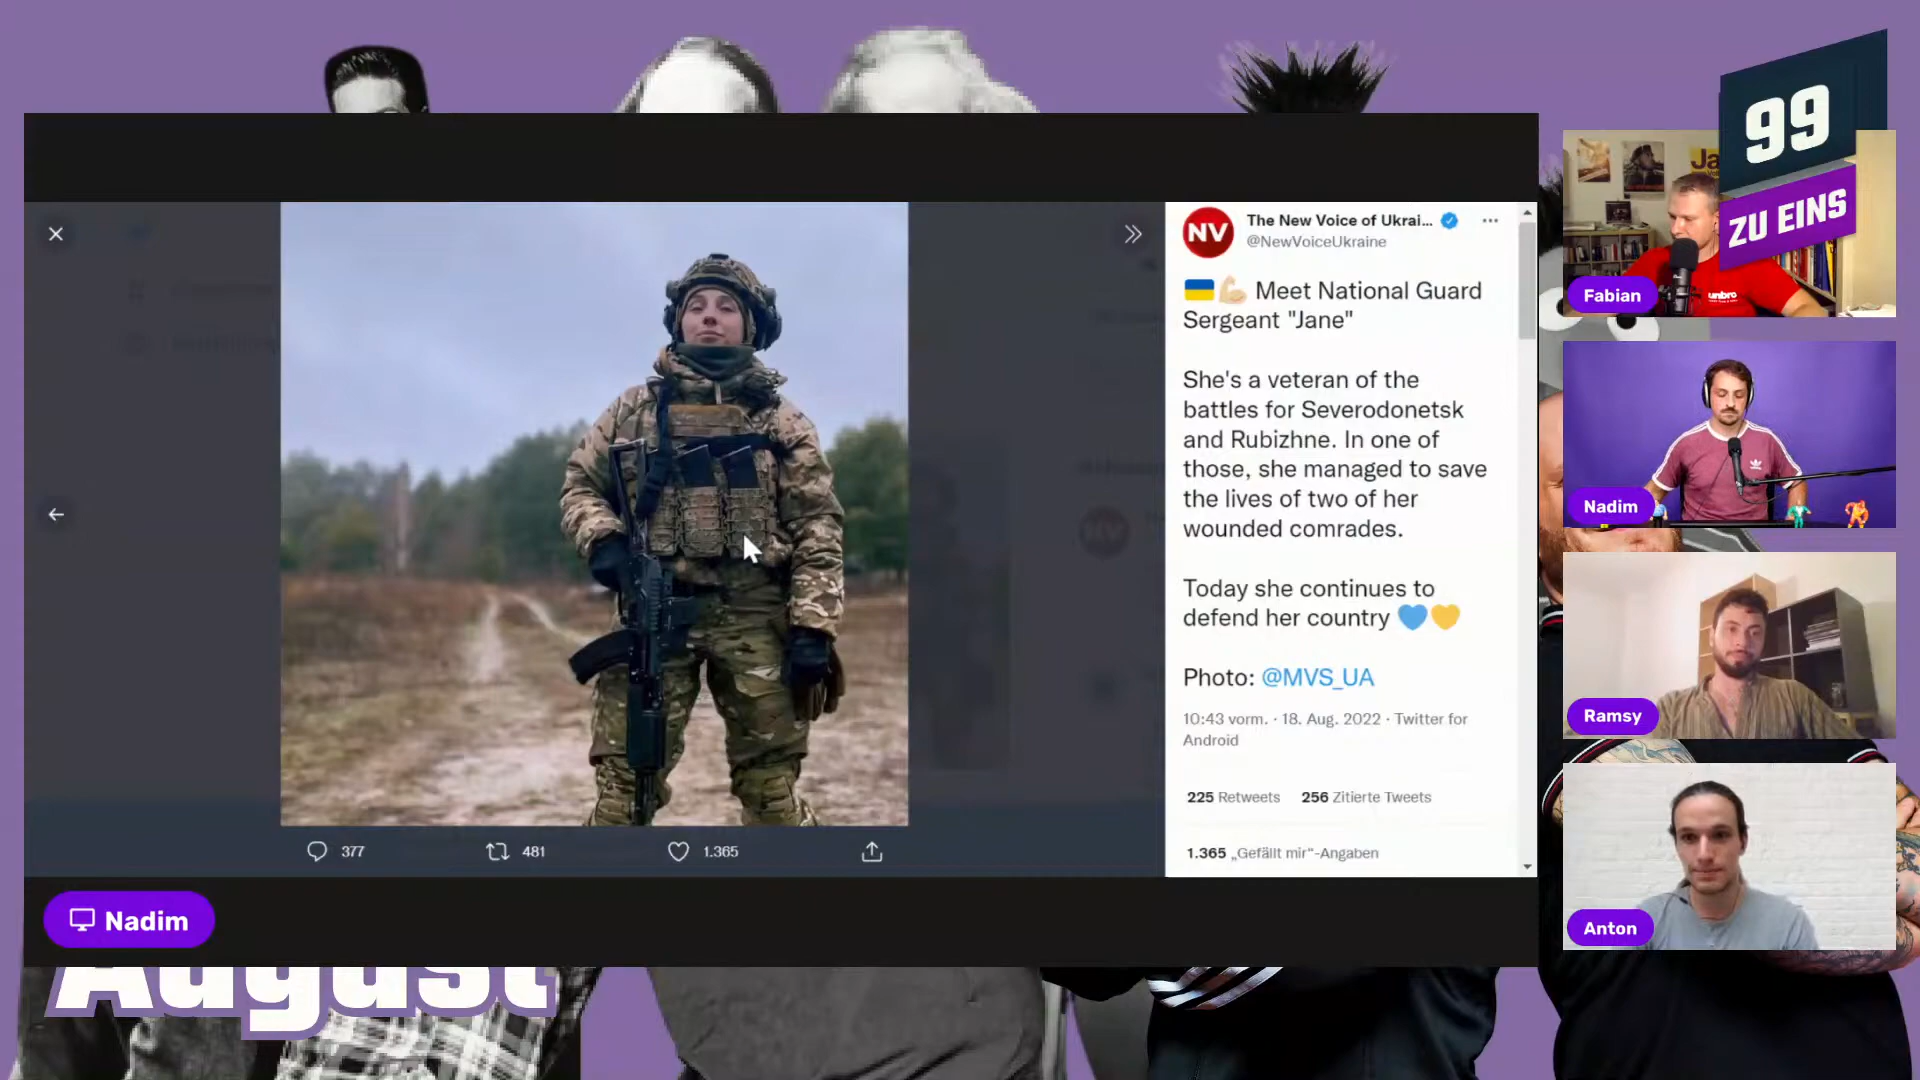 99
ZU EINS
NV
The New Voice of Ukrai...
@NewVoiceUkraine
Meet National Guard
Sergeant "Jane"
She's a veteran of the
battles for Severodonetsk
and Rubizhne. In one of
those, she managed to save
the lives of two of her
wounded comrades.
Today she continues to
defend her country
Photo: @MVS_UA
10:43 vorm. · 18. Aug. 2022 · Twitter for
Android
225 Retweets 256 Zitierte Tweets
1.365 „Gefällt mir“-Angaben
377
481
1.365
Nadim
August
Ja
unbro
Fabian
Nadim
Ramsy
Anton